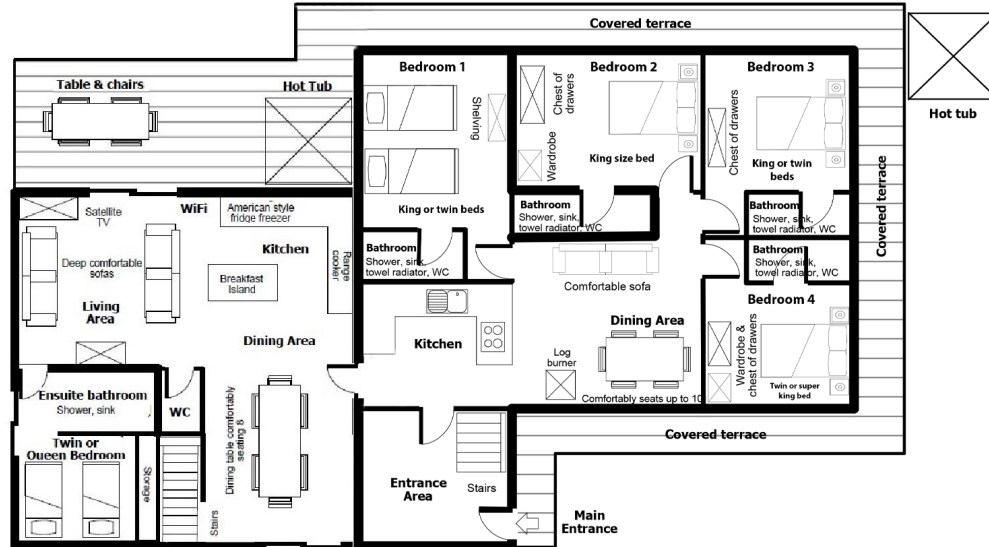 Covered terrace
Table & chairs
Hot Tub
Hot tub
Bedroom 1
Shelving
King or twin beds
Bathroom
Shower, sink,
towel radiator, WC
Bedroom 2
Chest of
drawers
Wardrobe
King size bed
Bathroom
Shower, sink,
towel radiator, WC
Bedroom 3
Chest of drawers
King or twin
beds
Bathroom
Shower, sink,
towel radiator, WC
Covered terrace
Covered terrace
Satellite
TV
WiFi
American style
fridge freezer
Kitchen
Range
cooker
Deep comfortable
sofas
Breakfast
Island
Living
Area
Dining Area
Comfortable sofa
Bathroom
Shower, sink,
towel radiator, WC
Bedroom 4
Wardrobe &
chest of drawers
Twin or super
king bed
Kitchen
Dining Area
Log
burner
Comfortably seats up to 10
Ensuite bathroom
Shower, sink
WC
Twin or
Queen Bedroom
Storage
Stairs
Dining table comfortably
seating 8
Entrance
Area
Stairs
Main
Entrance
Covered terrace